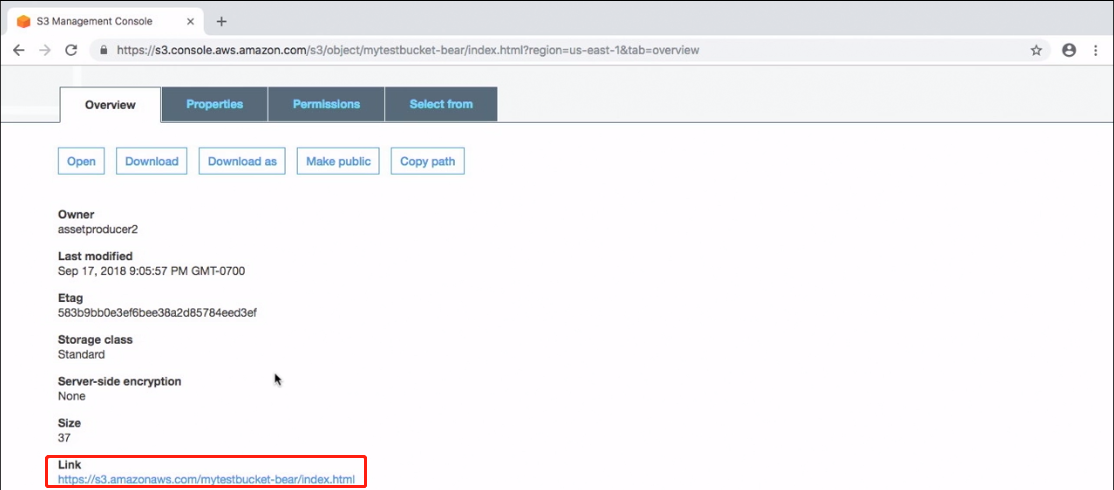 S3 Management Console
https://s3.console.aws.amazon.com/s3/object/mytestbucket-bear/index.html?region=us-east-1&tab=overview
Overview Properties Permissions Select from
Open Download Download as Make public Copy path
Owner
assetproducer2
Last modified
Sep 17, 2018 9:05:57 PM GMT-0700
Etag
583b9bb0e3ef6bee38a2d85784eed3ef
Storage class
Standard
Server-side encryption
None
Size
37
Link
https://s3.amazonaws.com/mytestbucket-bear/index.html